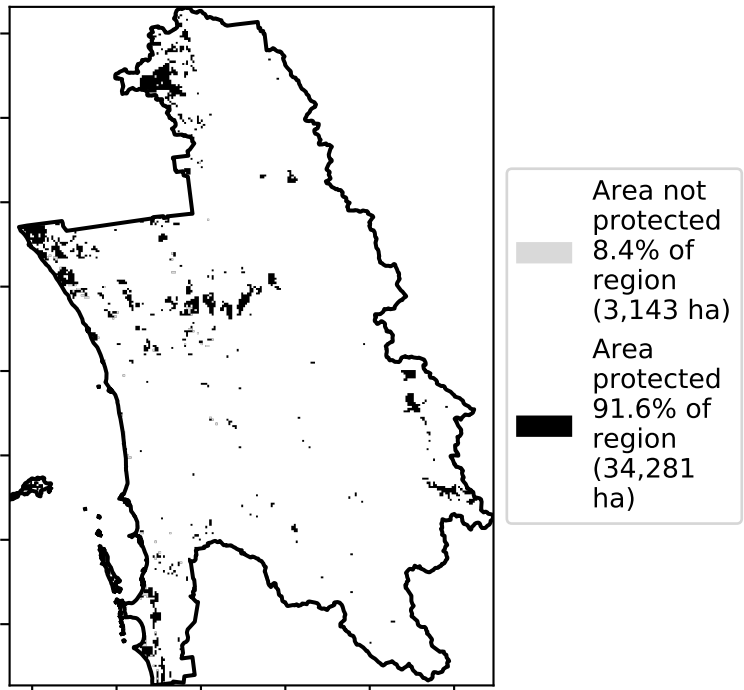 Area not
protected
8.4% of
region
(3,143 ha)
Area
protected
91.6% of
region
(34,281
ha)